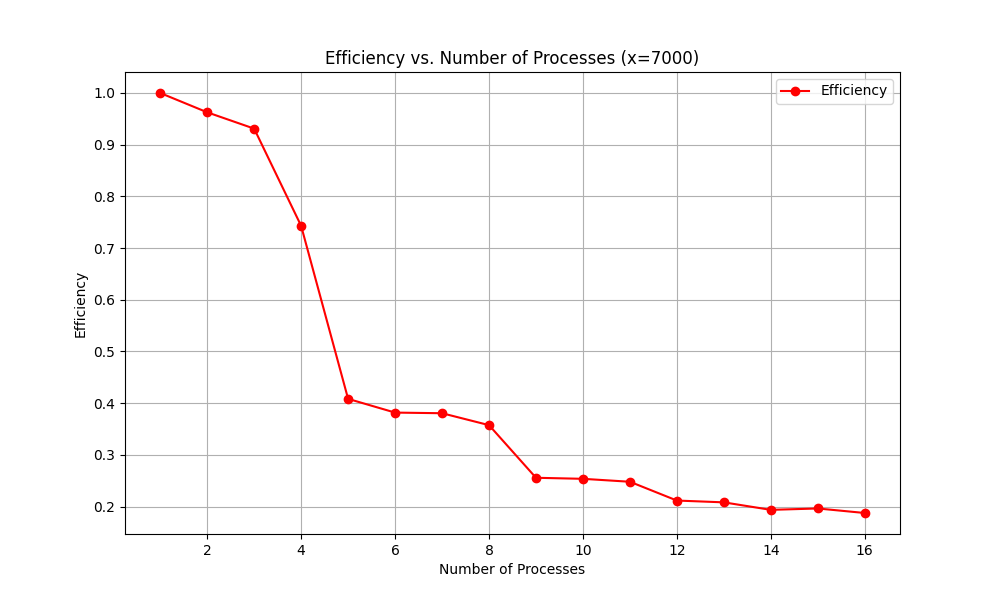 Efficiency vs. Number of Processes (x=7000)
Efficiency
1.0
0.9
0.8
0.7
0.6
0.5
0.4
0.3
0.2
Efficiency
2 4 6 8 10 12 14 16
Number of Processes